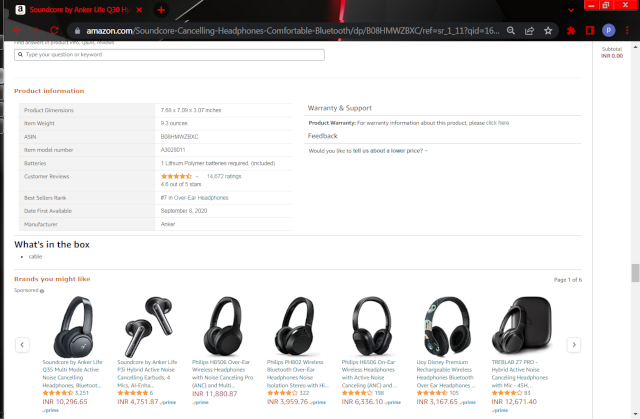 Soundcore by Anker Life Q30 Hy
amazon.com/Soundcore-Cancelling-Headphones-Comfortable-Bluetooth/dp/B08HMWZBXC/ref=sr_1_11?qid=16...
P
Find answers in product info, Q&As, reviews
Type your question or keyword
Subtotal
INR 0.00
Product information
Product Dimensions 7.68 x 7.09 x 3.07 inches
Item Weight 9.3 ounces
ASIN B08HMWZBXC
Item model number A3028011
Batteries 1 Lithium Polymer batteries required. (included)
Customer Reviews 14,672 ratings
4.6 out of 5 stars
Best Sellers Rank #7 in Over-Ear Headphones
Date First Available September 8, 2020
Manufacturer Anker
Warranty & Support
Product Warranty: For warranty information about this product, please click here
Feedback
Would you like to tell us about a lower price?
What's in the box
cable
Brands you might like
Page 1 of 6
Sponsored
Soundcore by Anker Life
Q35 Multi Mode Active
Noise Cancelling
Headphones, Bluetoot...
3,251
INR 10,296.65
prime
Soundcore by Anker Life
P3i Hybrid Active Noise
Cancelling Earbuds, 4
Mics, AI-Enha...
6
INR 4,751.87 prime
Philips H8506 Over-Ear
Wireless Headphones
with Noise Canceling Pro
(ANC) and Multi...
INR 11,880.87
prime
Philips PH802 Wireless
Bluetooth Over-Ear
Headphones Noise
Isolation Stereo with Hi...
322
INR 3,959.76 prime
Philips H6506 On-Ear
Wireless Headphones
with Active Noise
Canceling (ANC) and ...
198
INR 6,336.10 prime
iJoy Disney Premium
Rechargeable Wireless
Headphones Bluetooth
Over Ear Headphones ...
105
INR 3,167.65 prime
TREBLAB Z7 PRO -
Hybrid Active Noise
Canceling Headphones
with Mic - 45H...
83
INR 12,671.40
prime